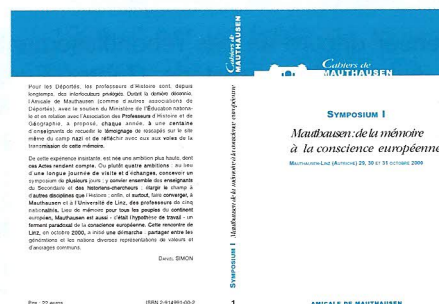 Pour les Déportés, les professeurs d'Histoire sont, depuis
longtemps, des interlocuteurs privilégiés. Durant la dernière décennie,
l'Amicale de Mauthausen (comme d'autres associations de
Déportés), avec le soutien du Ministère de l'Éducation nationa-
le et en relation avec l'Association des Professeurs d'Histoire et de
Géographie, a proposé, chaque année, à une centaine
d'enseignants de recueillir le témoignage de rescapés sur le site
même du camp nazi et de réfléchir avec eux aux voies de la
transmission de cette mémoire.
De cette expérience insistante, est née une ambition plus haute, dont
ces Actes rendent compte. Ou plutôt quatre ambitions : au lieu
d'une longue journée de visite et d'échanges, concevoir un
symposium de plusieurs jours ; y convier ensemble des enseignants
du Secondaire et des historiens-chercheurs ; élargir le champ à
d'autres disciplines que l'Histoire ; enfin, et surtout, faire converger, à
Mauthausen et à l'Université de Linz, des professeurs de cinq
nationalités. Lieu de mémoire pour tous les peuples du continent
européen, Mauthausen est aussi - c'était l'hypothèse de travail - un
ferment paradoxal de la conscience européenne. Cette rencontre de
Linz, en octobre 2000, a initié une démarche : partager entre les
générations et les nations diverses représentations de valeurs et
d'ancrages communs.
DANIEL SIMON
Prix : 22 euros
ISBN 2-914991-00-2
Cahiers de
MAUTHAUSEN
SYMPOSIUM I Mauthausen: de la mémoire à la conscience européenne
1
Cahiers de
MAUTHAUSEN
SYMPOSIUM I
Mauthausen: de la mémoire
à la conscience européenne
MAUTHAUSEN-LINZ (AUTRICHE) 29, 30 ET 31 OCTOBRE 2000
AMICALE DE MAUTHAUSEN